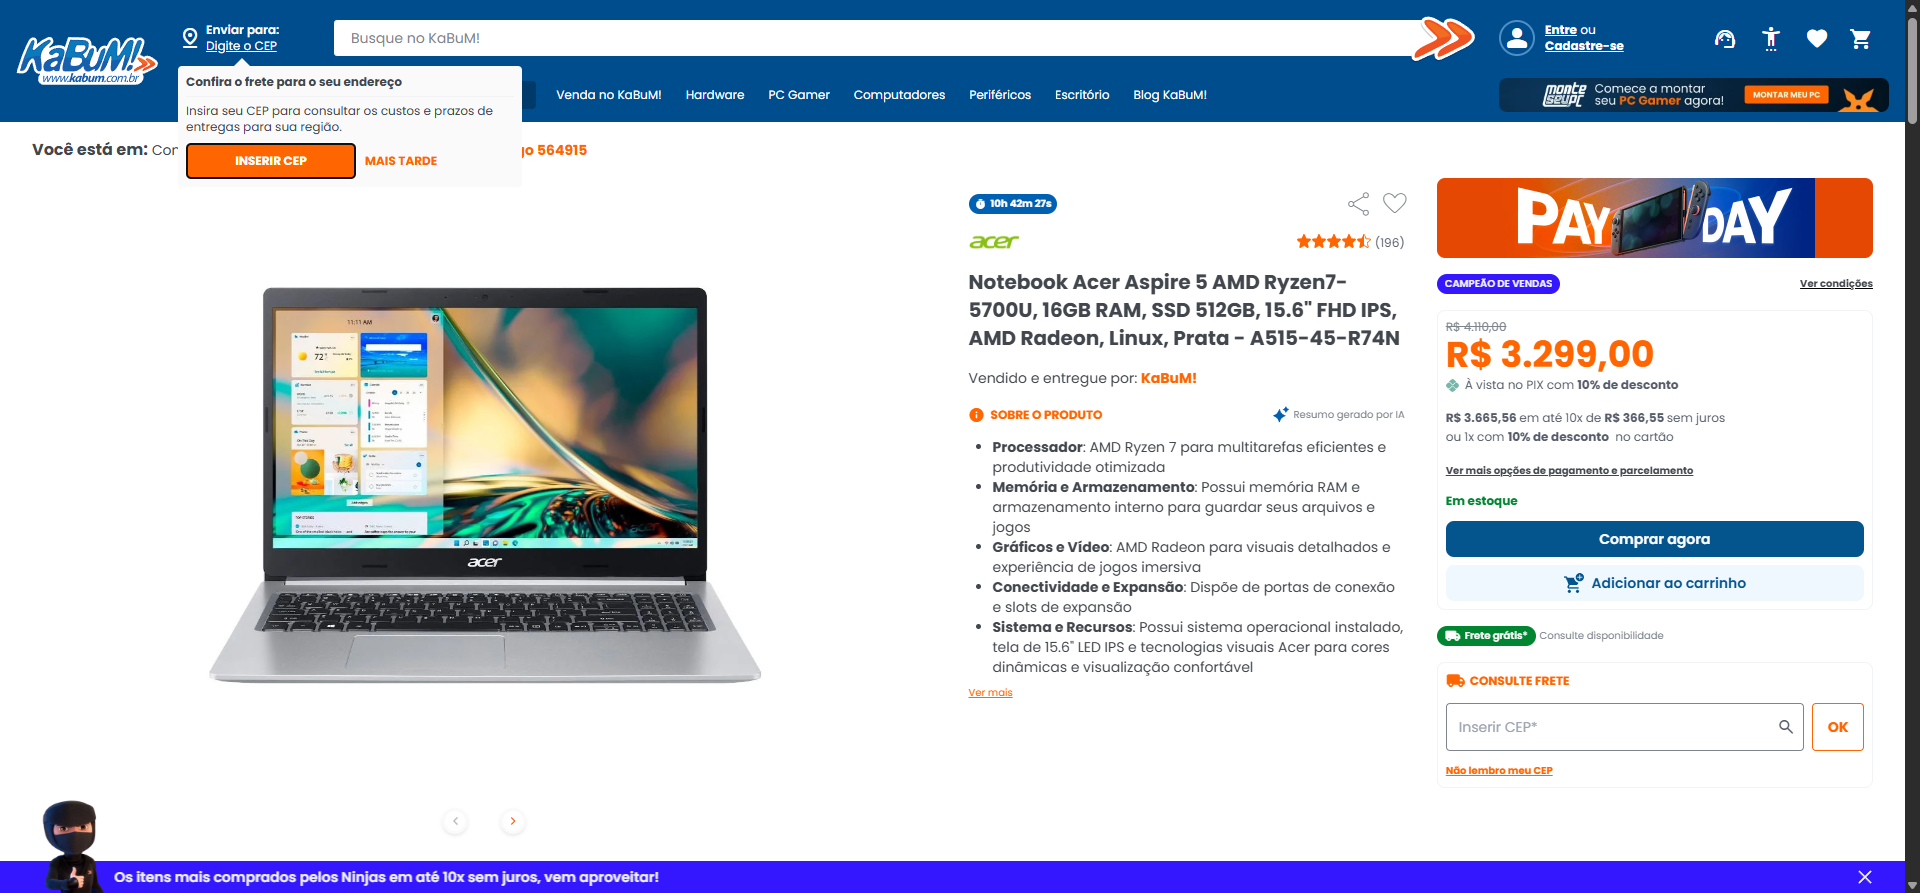 KaBuM!
www.kabum.com.br
Enviar para:
Digite o CEP
Busque no KaBuM!
Entre ou
Cadastre-se
Confira o frete para o seu endereço
Insira seu CEP para consultar os custos e prazos de
entregas para sua região.
INSERIR CEP
MAIS TARDE
Venda no KaBuM!
Hardware
PC Gamer
Computadores
Periféricos
Escritório
Blog KaBuM!
monte seu pc
Comece a montar
seu PC Gamer agora!
MONTAR MEU PC
Você está em: Con
go 564915
10h 42m 27s
acer
(196)
Notebook Acer Aspire 5 AMD Ryzen7-
5700U, 16GB RAM, SSD 512GB, 15.6" FHD IPS,
AMD Radeon, Linux, Prata - A515-45-R74N
Vendido e entregue por: KaBuM!
SOBRE O PRODUTO
Resumo gerado por IA
Processador: AMD Ryzen 7 para multitarefas eficientes e
produtividade otimizada
Memória e Armazenamento: Possui memória RAM e
armazenamento interno para guardar seus arquivos e
jogos
Gráficos e Vídeo: AMD Radeon para visuais detalhados e
experiência de jogos imersiva
Conectividade e Expansão: Dispõe de portas de conexão
e slots de expansão
Sistema e Recursos: Possui sistema operacional instalado,
tela de 15.6" LED IPS e tecnologias visuais Acer para cores
dinâmicas e visualização confortável
Ver mais
11:11 AM
72°
acer
acer
PAY DAY
CAMPEÃO DE VENDAS
Ver condições
R$ 4.110,00
R$ 3.299,00
À vista no PIX com 10% de desconto
R$ 3.665,56 em até 10x de R$ 366,55 sem juros
ou 1x com 10% de desconto no cartão
Ver mais opções de pagamento e parcelamento
Em estoque
Comprar agora
Adicionar ao carrinho
Frete grátis*
Consulte disponibilidade
CONSULTE FRETE
Inserir CEP*
OK
Não lembro meu CEP
Os itens mais comprados pelos Ninjas em até 10x sem juros, vem aproveitar!